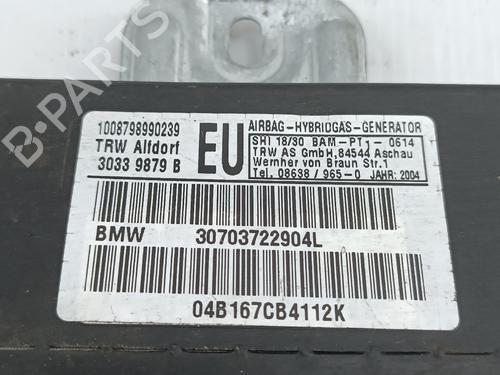 1008798990239
TRW Alfdorf
3033 9879 B
EU
AIRBAG-HYBRIDGAS-GENERATOR
SHI 18/30 BAM-PT1-0614
TRW AS GmbH,84544 Aschau
Wernher von Braun Str.1
Tel. 08638/965-0 JAHR: 2004
BMW 30703722904L
04B167CB4112K
B-PARTS